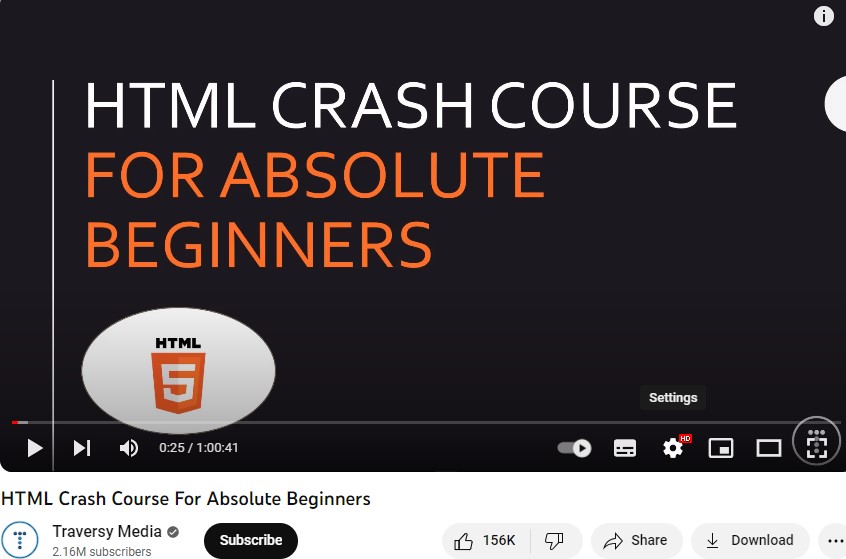 HTML CRASH COURSE
FOR ABSOLUTE
BEGINNERS
HTML
5
Settings
0:25 / 1:00:41
HD
HTML Crash Course For Absolute Beginners
Traversy Media
2.16M subscribers
Subscribe
156K
Share
Download